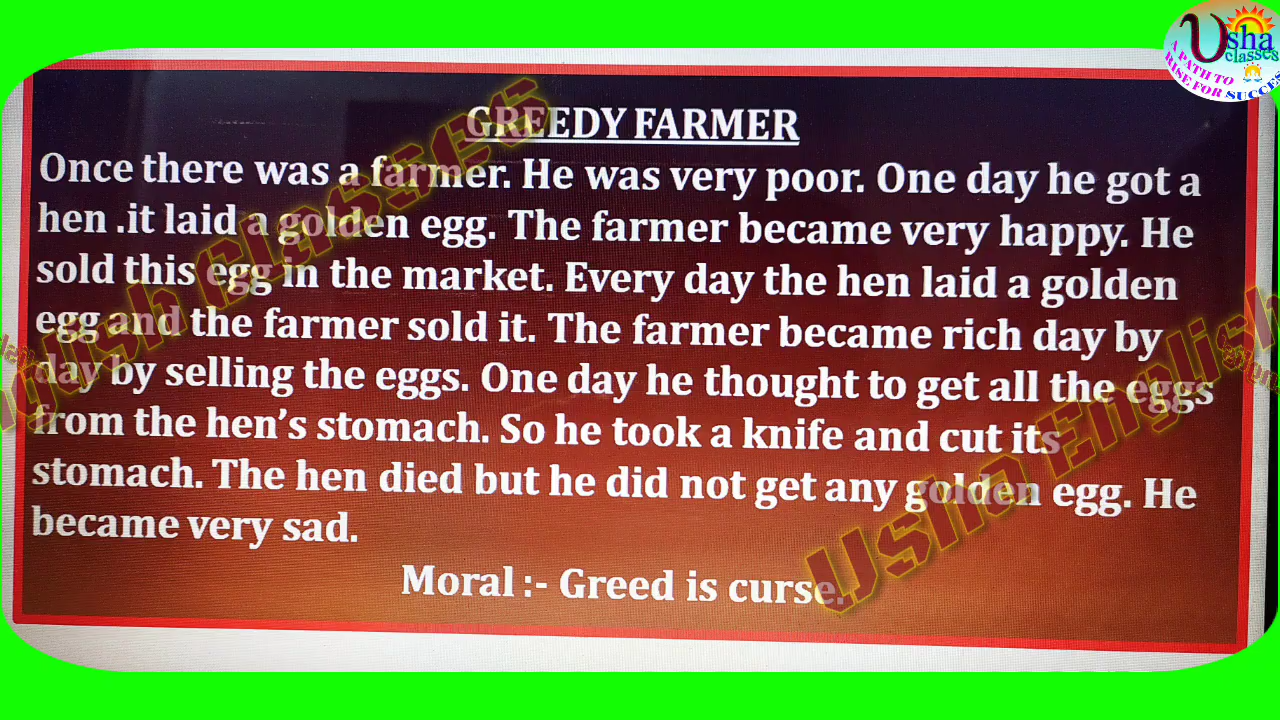 Usha
classes
A PATH TO
RISE FOR SUCCES
GREEDY FARMER
Once there was a farmer. He was very poor. One day he got a
hen .it laid a golden egg. The farmer became very happy. He
sold this egg in the market. Every day the hen laid a golden
egg and the farmer sold it. The farmer became rich day by
day by selling the eggs. One day he thought to get all the eggs
from the hen’s stomach. So he took a knife and cut its
stomach. The hen died but he did not get any golden egg. He
became very sad.
Moral :- Greed is curse.
glish Classes
Usha English